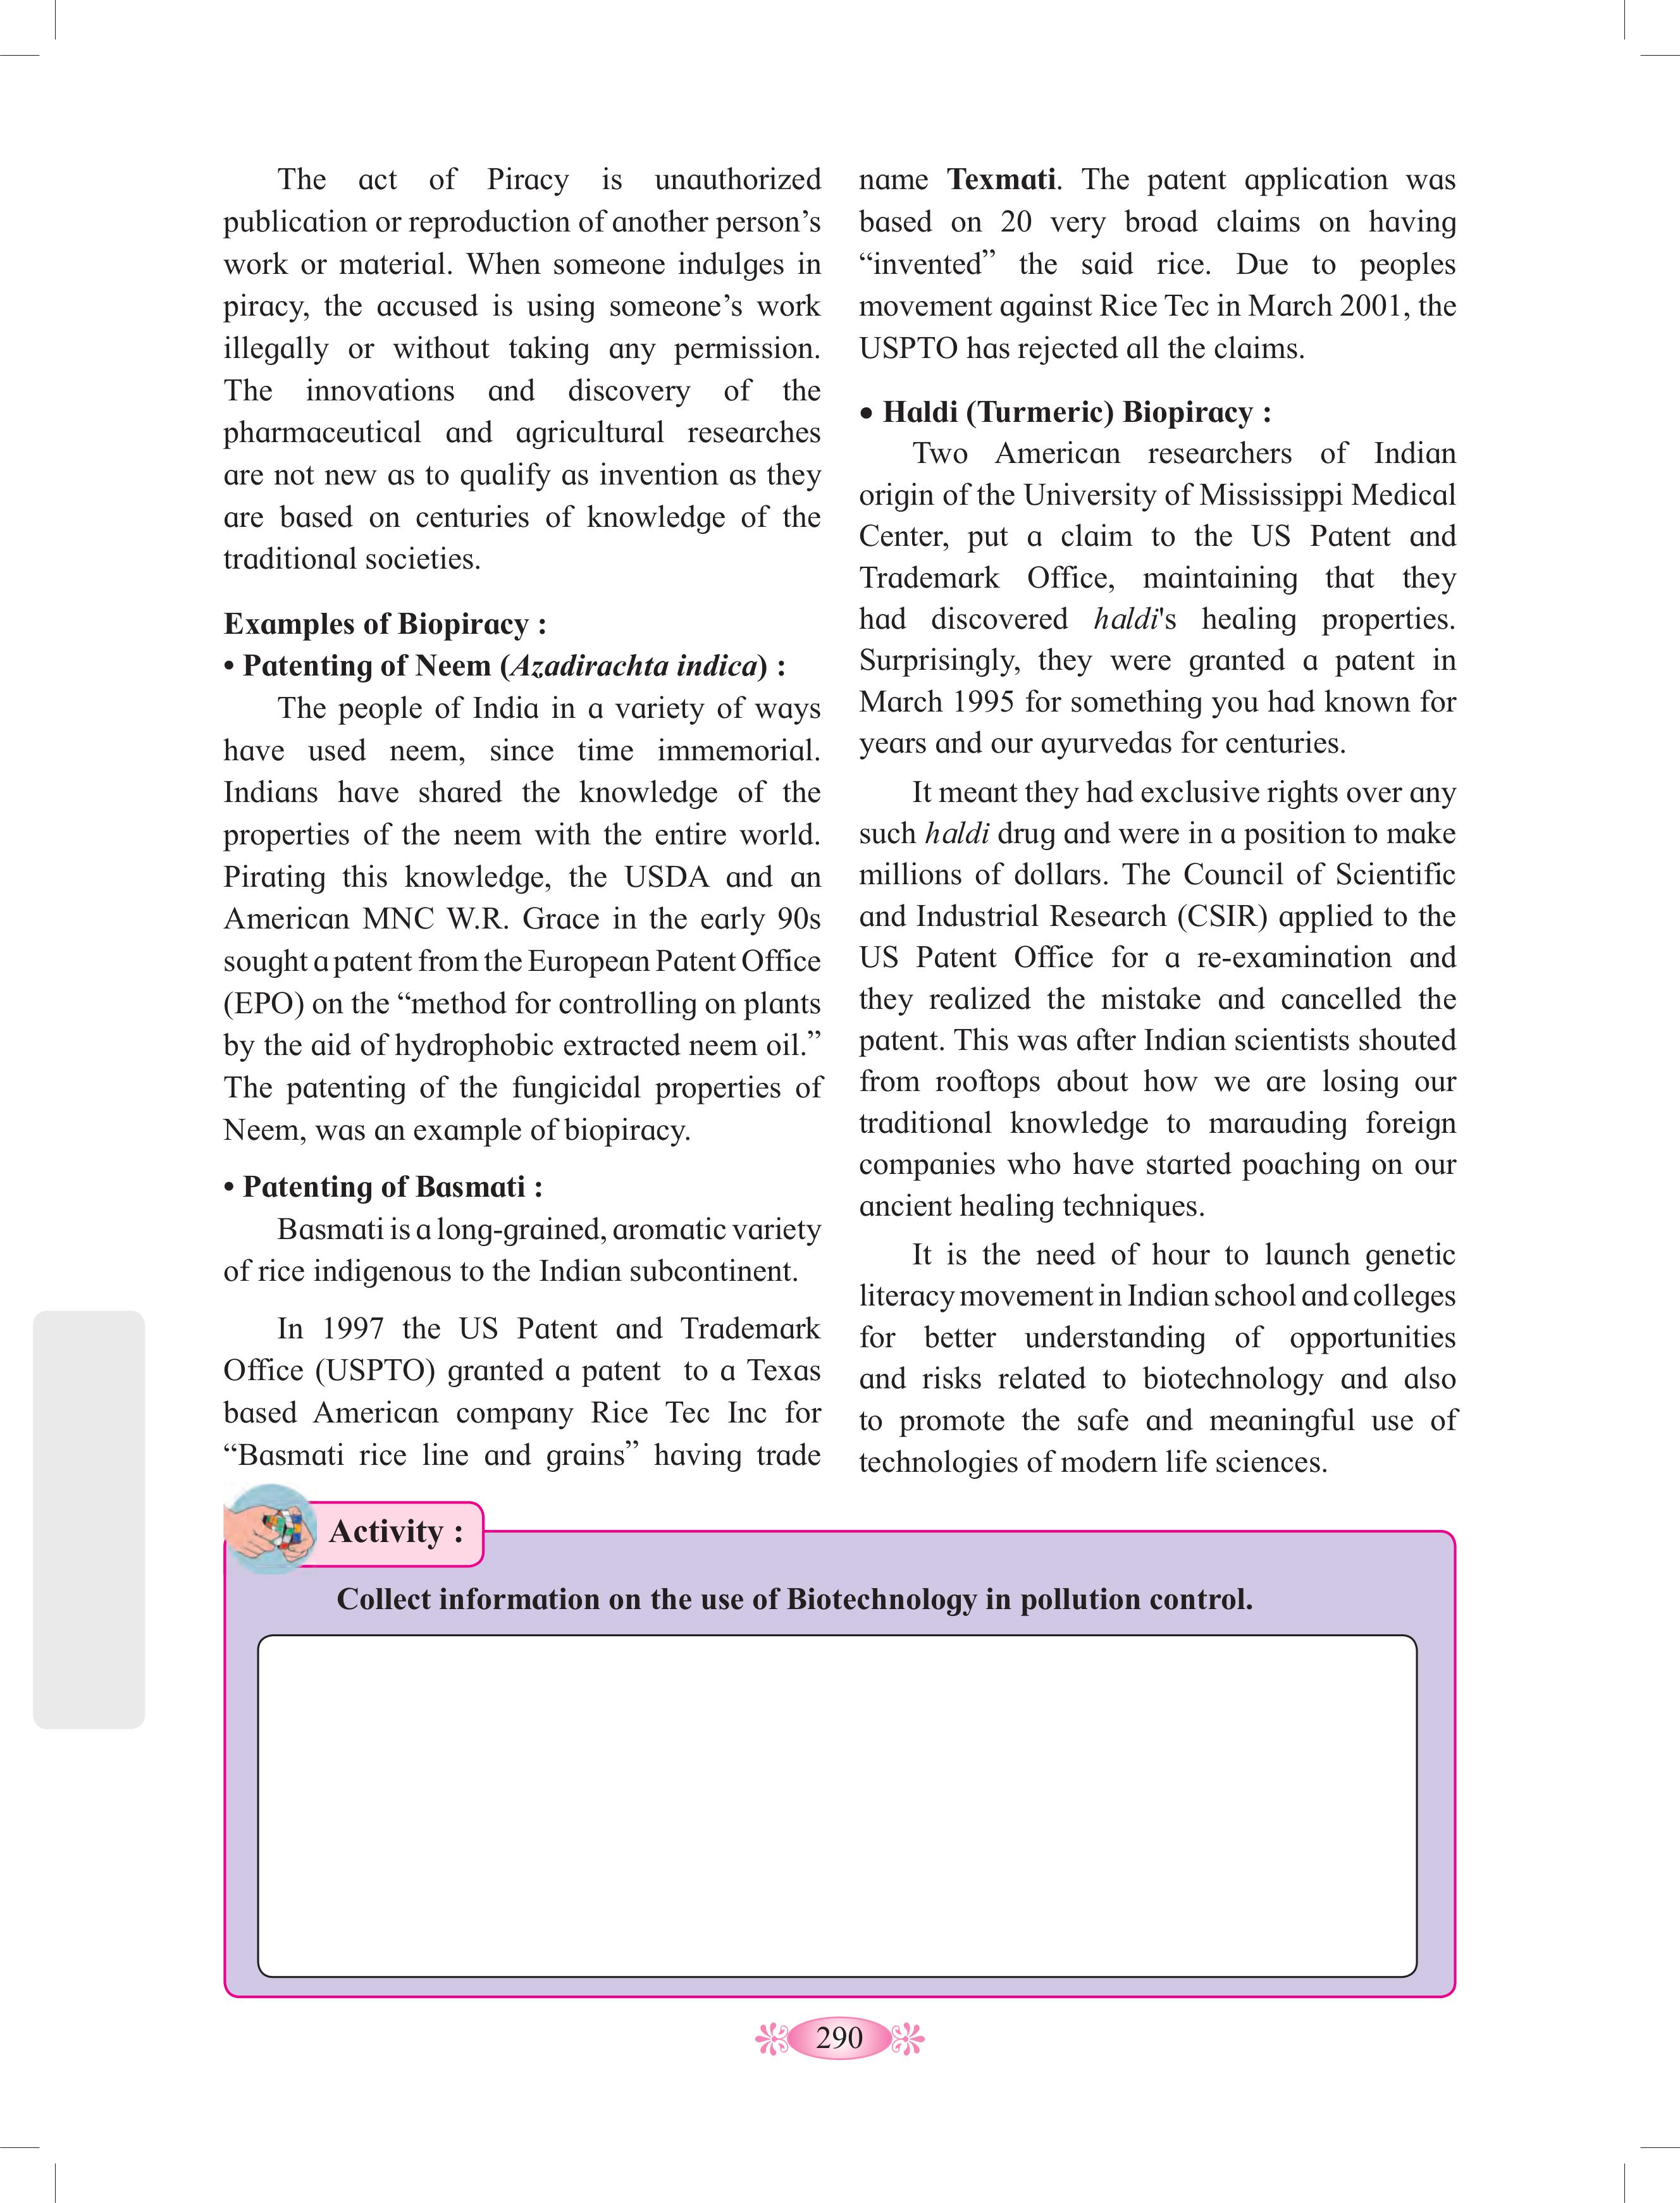 The act of Piracy is unauthorized
publication or reproduction of another person’s
work or material. When someone indulges in
piracy, the accused is using someone’s work
illegally or without taking any permission.
The innovations and discovery of the
pharmaceutical and agricultural researches
are not new as to qualify as invention as they
are based on centuries of knowledge of the
traditional societies.
Examples of Biopiracy :
• Patenting of Neem (Azadirachta indica) :
The people of India in a variety of ways
have used neem, since time immemorial.
Indians have shared the knowledge of the
properties of the neem with the entire world.
Pirating this knowledge, the USDA and an
American MNC W.R. Grace in the early 90s
sought a patent from the European Patent Office
(EPO) on the “method for controlling on plants
by the aid of hydrophobic extracted neem oil.”
The patenting of the fungicidal properties of
Neem, was an example of biopiracy.
• Patenting of Basmati :
Basmati is a long-grained, aromatic variety
of rice indigenous to the Indian subcontinent.
In 1997 the US Patent and Trademark
Office (USPTO) granted a patent to a Texas
based American company Rice Tec Inc for
“Basmati rice line and grains” having trade
name Texmati. The patent application was
based on 20 very broad claims on having
“invented” the said rice. Due to peoples
movement against Rice Tec in March 2001, the
USPTO has rejected all the claims.
• Haldi (Turmeric) Biopiracy :
Two American researchers of Indian
origin of the University of Mississippi Medical
Center, put a claim to the US Patent and
Trademark Office, maintaining that they
had discovered haldi's healing properties.
Surprisingly, they were granted a patent in
March 1995 for something you had known for
years and our ayurvedas for centuries.
It meant they had exclusive rights over any
such haldi drug and were in a position to make
millions of dollars. The Council of Scientific
and Industrial Research (CSIR) applied to the
US Patent Office for a re-examination and
they realized the mistake and cancelled the
patent. This was after Indian scientists shouted
from rooftops about how we are losing our
traditional knowledge to marauding foreign
companies who have started poaching on our
ancient healing techniques.
It is the need of hour to launch genetic
literacy movement in Indian school and colleges
for better understanding of opportunities
and risks related to biotechnology and also
to promote the safe and meaningful use of
technologies of modern life sciences.
Activity :
Collect information on the use of Biotechnology in pollution control.
290